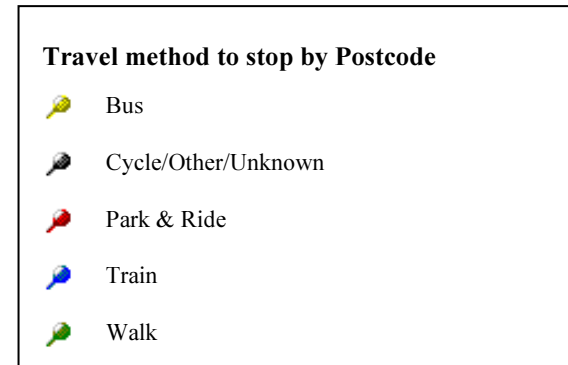 Travel method to stop by Postcode
Bus
Cycle/Other/Unknown
Park & Ride
Train
Walk